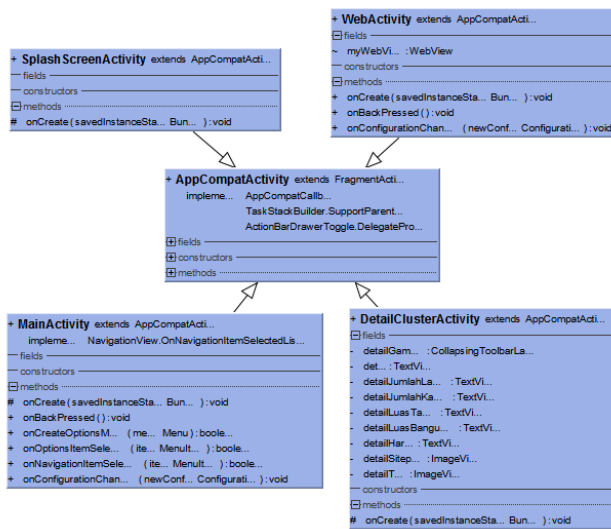 + SplashScreenActivity extends AppCompatActi...
fields
constructors
methods
# onCreate(savedInstanceSta... Bun... ):void
+ WebActivity extends AppCompatActi...
fields
~ myWebVi... :WebView
constructors
methods
+ onCreate(savedInstanceSta... Bun... ):void
+ onBackPressed():void
+ onConfigurationChan... (newConf... Configurati... ):void
+ AppCompatActivity extends FragmentActi...
impleme... AppCompatCallb...
TaskStackBuilder.SupportParent...
ActionBarDrawerToggle.DelegatePro...
fields
constructors
methods
+ MainActivity extends AppCompatActi...
impleme... NavigationView.OnNavigationItemSelectedLis...
fields
constructors
methods
# onCreate(savedInstanceSta... Bun... ):void
+ onBackPressed():void
+ onCreateOptionsM... (me... Menu):boole...
+ onOptionsItemSele... (ite... MenuIt... ):boole...
+ onNavigationItemSele... (ite... MenuIt... ):boole...
+ onConfigurationChan... (newConf... Configurati... ):void
+ DetailClusterActivity extends AppCompatActi...
fields
- detailGam... :CollapsingToolbarLa...
- det... :TextVi...
- detailJumlahLa... :TextVi...
- detailJumlahKa... :TextVi...
- detailLuasTa... :TextVi...
- detailLuasBangu... :TextVi...
- detailHar... :TextVi...
- detailSitep... :ImageVi...
- detailT... :ImageVi...
constructors
methods
# onCreate(savedInstanceSta... Bun... ):void